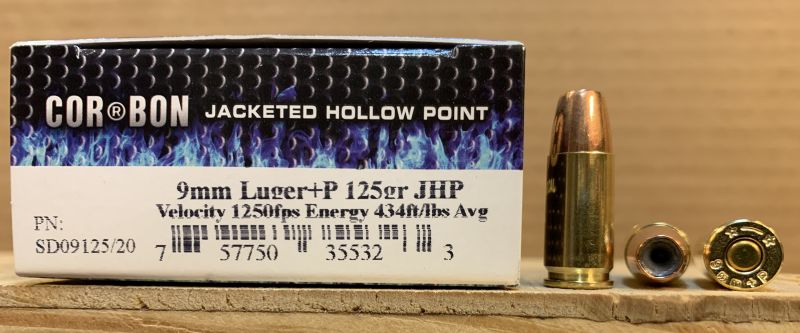 COR®BON JACKETED HOLLOW POINT
9mm Luger+P 125gr JHP
Velocity 1250fps Energy 434ft/lbs Avg
PN:
SD09125/20
7 57750 35532 3
9mm+P